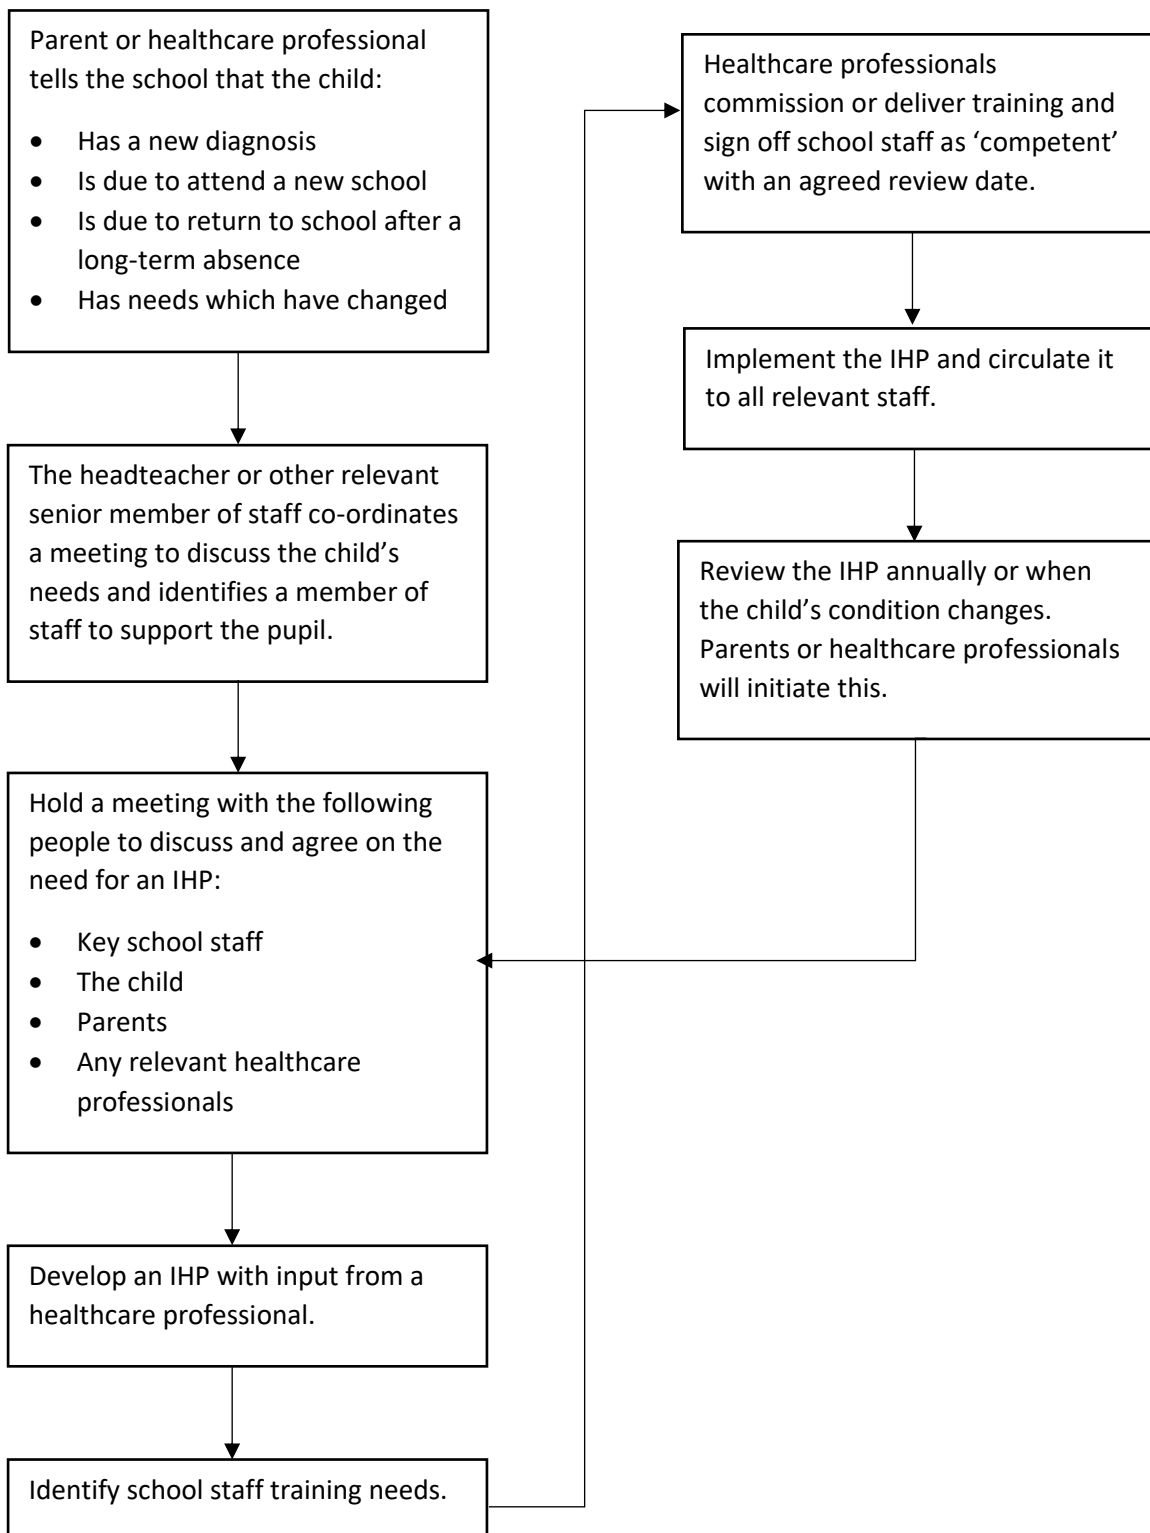 Parent or healthcare professional
tells the school that the child:
• Has a new diagnosis
• Is due to attend a new school
• Is due to return to school after a
long-term absence
• Has needs which have changed
The headteacher or other relevant
senior member of staff co-ordinates
a meeting to discuss the child’s
needs and identifies a member of
staff to support the pupil.
Hold a meeting with the following
people to discuss and agree on the
need for an IHP:
• Key school staff
• The child
• Parents
• Any relevant healthcare
professionals
Develop an IHP with input from a
healthcare professional.
Identify school staff training needs.
Healthcare professionals
commission or deliver training and
sign off school staff as ‘competent’
with an agreed review date.
Implement the IHP and circulate it
to all relevant staff.
Review the IHP annually or when
the child’s condition changes.
Parents or healthcare professionals
will initiate this.